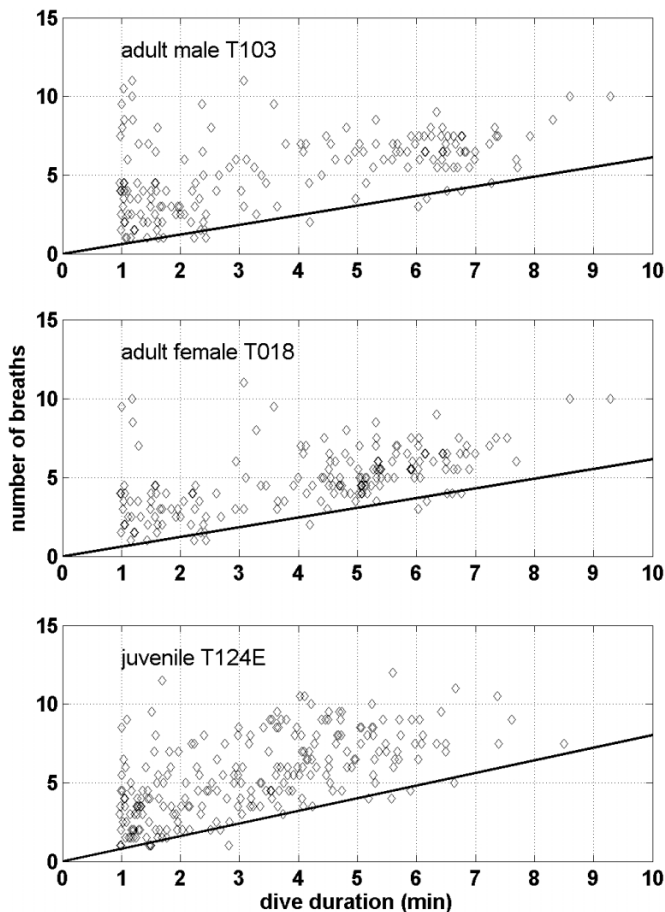 15
adult male T103
10
5
0
0 1 2 3 4 5 6 7 8 9 10
15
adult female T018
10
number of breaths
5
0
0 1 2 3 4 5 6 7 8 9 10
15
juvenile T124E
10
5
0
0 1 2 3 4 5 6 7 8 9 10
dive duration (min)